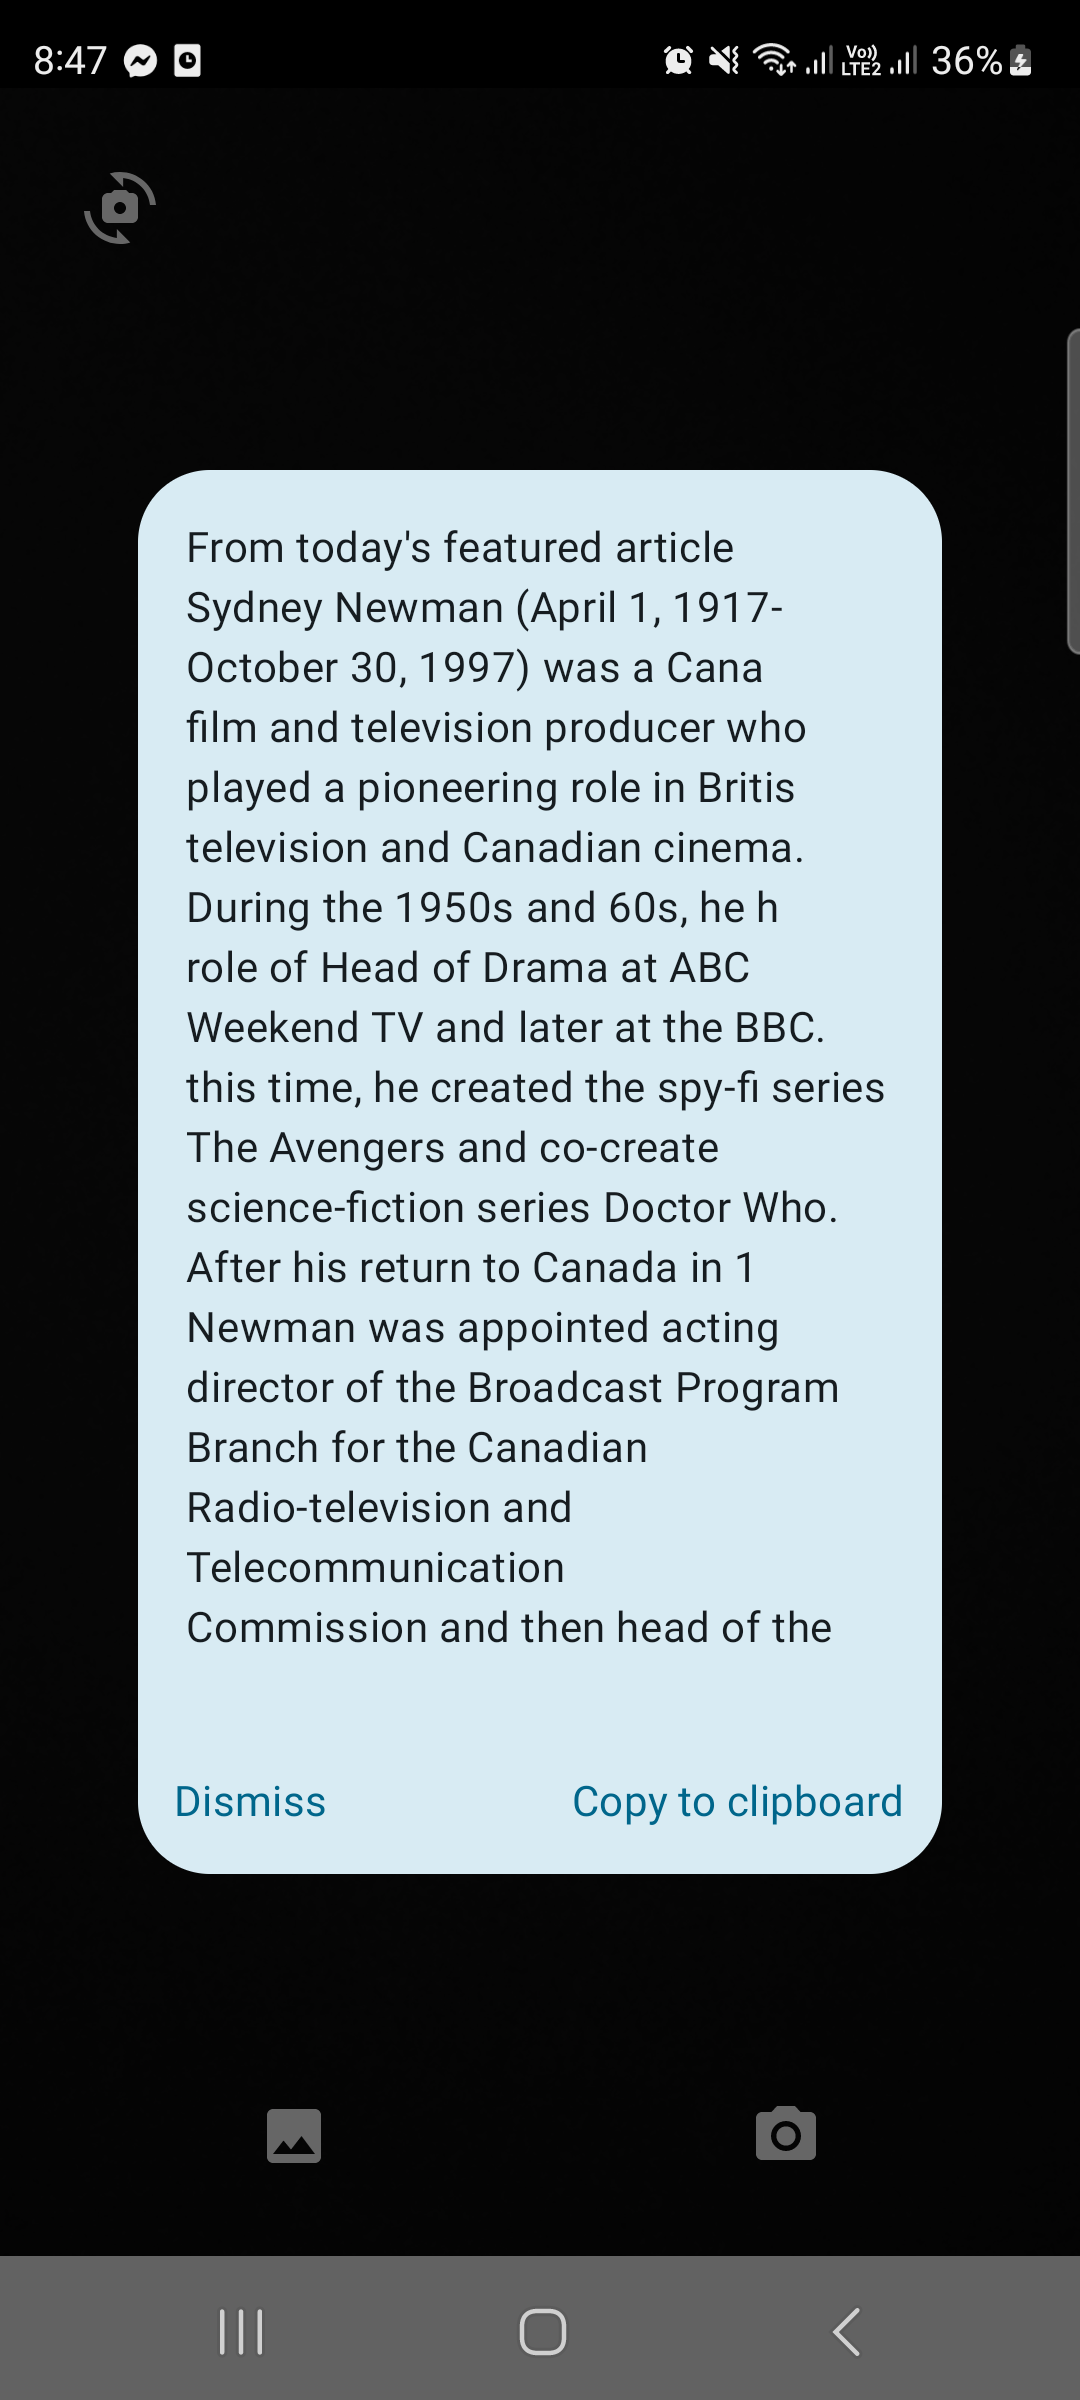 8:47
Vo)) LTE2 36%
From today's featured article
Sydney Newman (April 1, 1917-
October 30, 1997) was a Cana
film and television producer who
played a pioneering role in Britis
television and Canadian cinema.
During the 1950s and 60s, he h
role of Head of Drama at ABC
Weekend TV and later at the BBC.
this time, he created the spy-fi series
The Avengers and co-create
science-fiction series Doctor Who.
After his return to Canada in 1
Newman was appointed acting
director of the Broadcast Program
Branch for the Canadian
Radio-television and
Telecommunication
Commission and then head of the
Dismiss Copy to clipboard